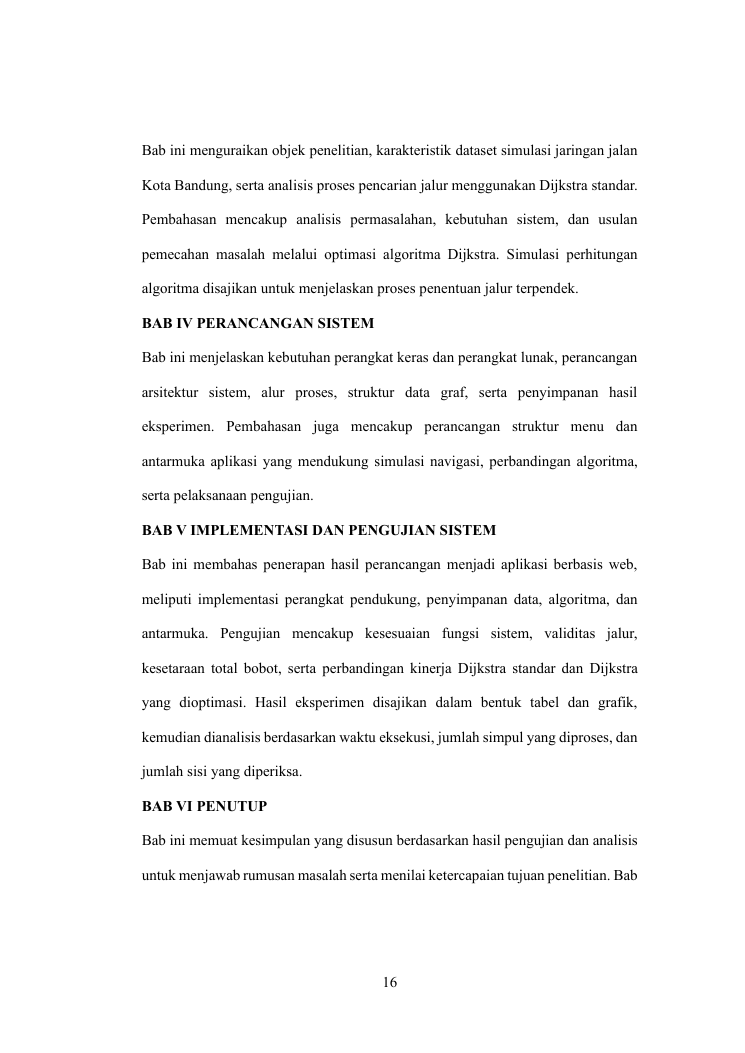 Bab ini menguraikan objek penelitian, karakteristik dataset simulasi jaringan jalan
Kota Bandung, serta analisis proses pencarian jalur menggunakan Dijkstra standar.
Pembahasan mencakup analisis permasalahan, kebutuhan sistem, dan usulan
pemecahan masalah melalui optimasi algoritma Dijkstra. Simulasi perhitungan
algoritma disajikan untuk menjelaskan proses penentuan jalur terpendek.
BAB IV PERANCANGAN SISTEM
Bab ini menjelaskan kebutuhan perangkat keras dan perangkat lunak, perancangan
arsitektur sistem, alur proses, struktur data graf, serta penyimpanan hasil
eksperimen. Pembahasan juga mencakup perancangan struktur menu dan
antarmuka aplikasi yang mendukung simulasi navigasi, perbandingan algoritma,
serta pelaksanaan pengujian.
BAB V IMPLEMENTASI DAN PENGUJIAN SISTEM
Bab ini membahas penerapan hasil perancangan menjadi aplikasi berbasis web,
meliputi implementasi perangkat pendukung, penyimpanan data, algoritma, dan
antarmuka. Pengujian mencakup kesesuaian fungsi sistem, validitas jalur,
kesetaraan total bobot, serta perbandingan kinerja Dijkstra standar dan Dijkstra
yang dioptimasi. Hasil eksperimen disajikan dalam bentuk tabel dan grafik,
kemudian dianalisis berdasarkan waktu eksekusi, jumlah simpul yang diproses, dan
jumlah sisi yang diperiksa.
BAB VI PENUTUP
Bab ini memuat kesimpulan yang disusun berdasarkan hasil pengujian dan analisis
untuk menjawab rumusan masalah serta menilai ketercapaian tujuan penelitian. Bab
16